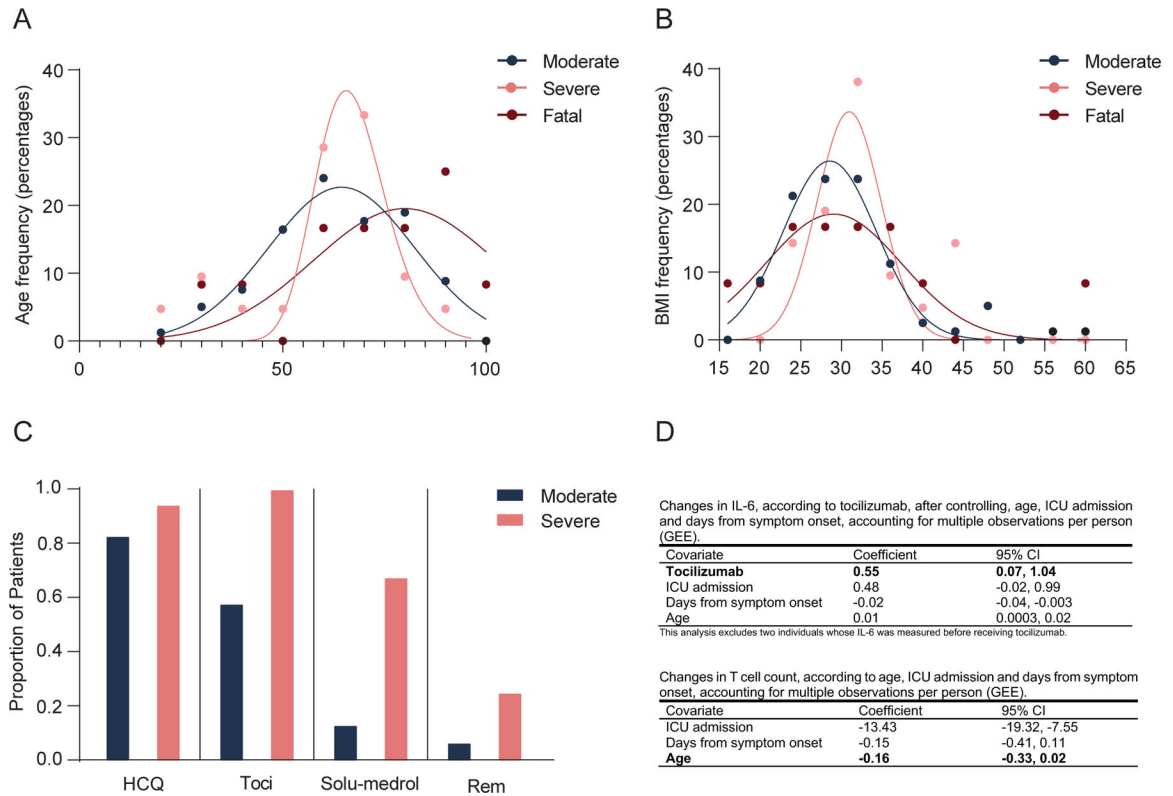 A
Moderate
Severe
Fatal
Age frequency (percentages)
40
30
20
10
0
0
50
100
B
Moderate
Severe
Fatal
BMI frequency (percentages)
40
30
20
10
0
15 20 25 30 35 40 45 50 55 60 65
C
Moderate
Severe
Proportion of Patients
1.0
0.8
0.6
0.4
0.2
0.0
HCQ Toci Solu-medrol Rem
D
Changes in IL-6, according to tocilizumab, after controlling, age, ICU admission
and days from symptom onset, accounting for multiple observations per person
(GEE).
Covariate Coefficient 95% CI
Tocilizumab 0.55 0.07, 1.04
ICU admission 0.48 -0.02, 0.99
Days from symptom onset -0.02 -0.04, -0.003
Age 0.01 0.0003, 0.02
This analysis excludes two individuals whose IL-6 was measured before receiving tocilizumab.
Changes in T cell count, according to age, ICU admission and days from symptom
onset, accounting for multiple observations per person (GEE).
Covariate Coefficient 95% CI
ICU admission -13.43 -19.32, -7.55
Days from symptom onset -0.15 -0.41, 0.11
Age -0.16 -0.33, 0.02